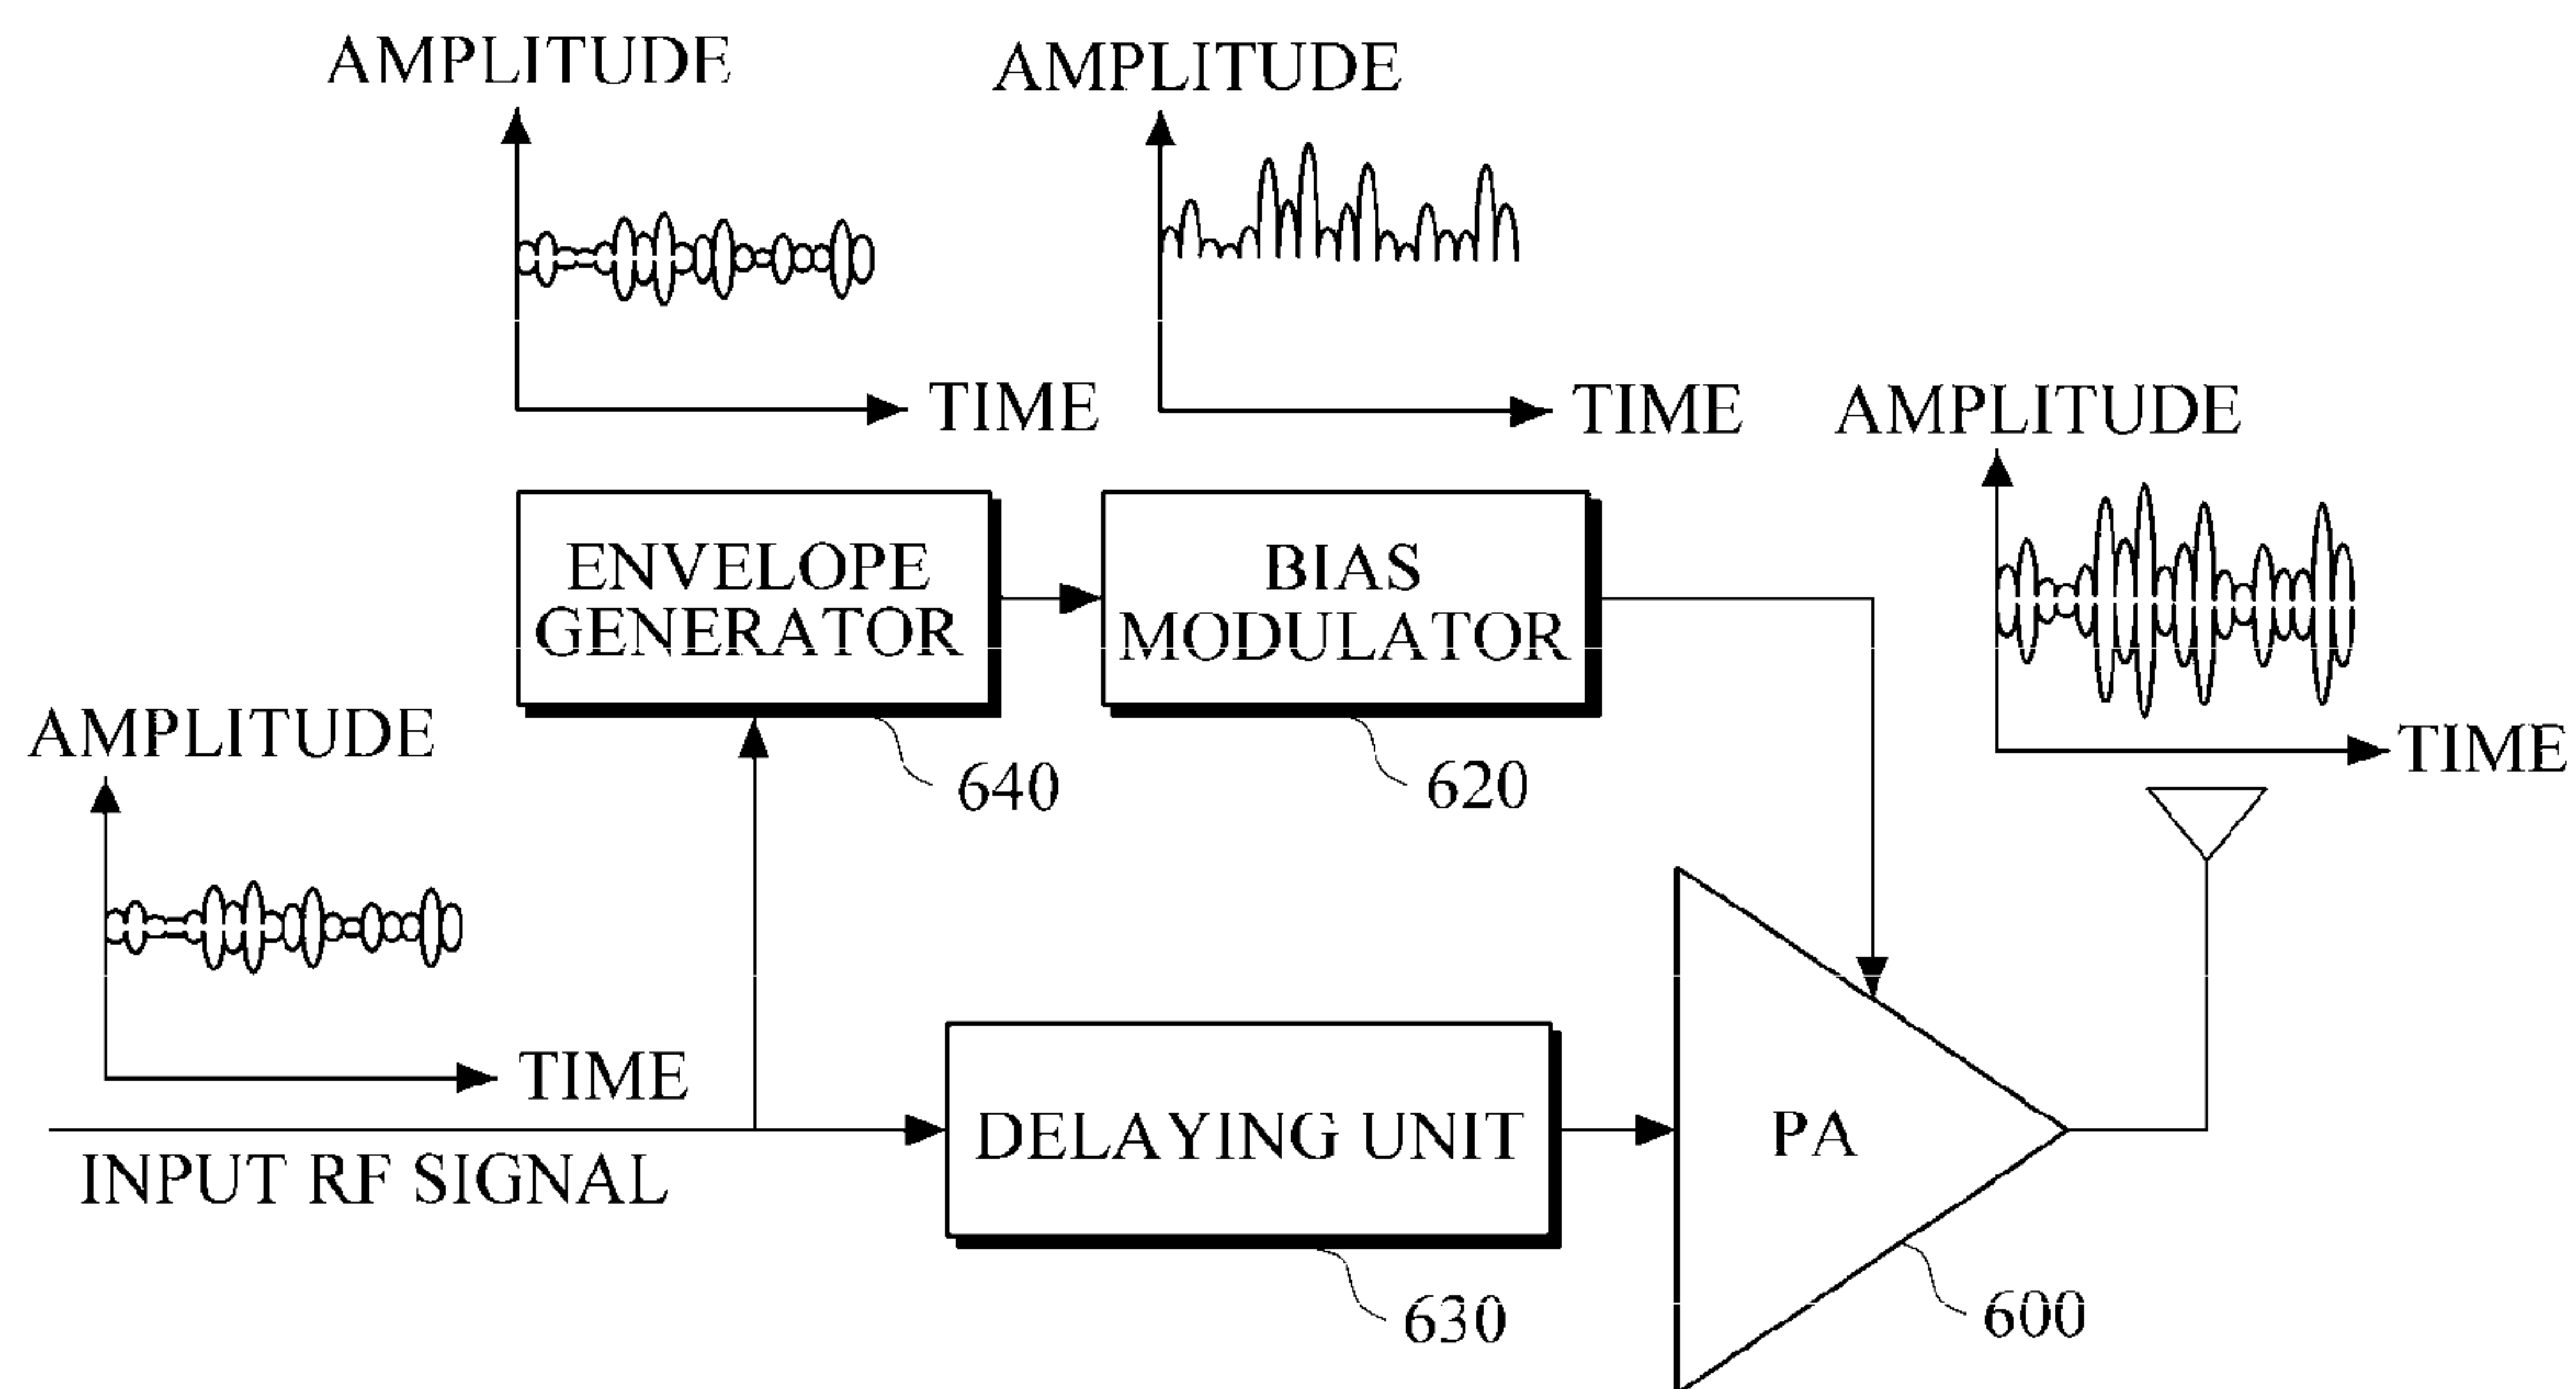 AMPLITUDE
TIME
AMPLITUDE
TIME
AMPLITUDE
TIME
ENVELOPE
GENERATOR
640
BIAS
MODULATOR
620
AMPLITUDE
TIME
INPUT RF SIGNAL
DELAYING UNIT
630
PA
600